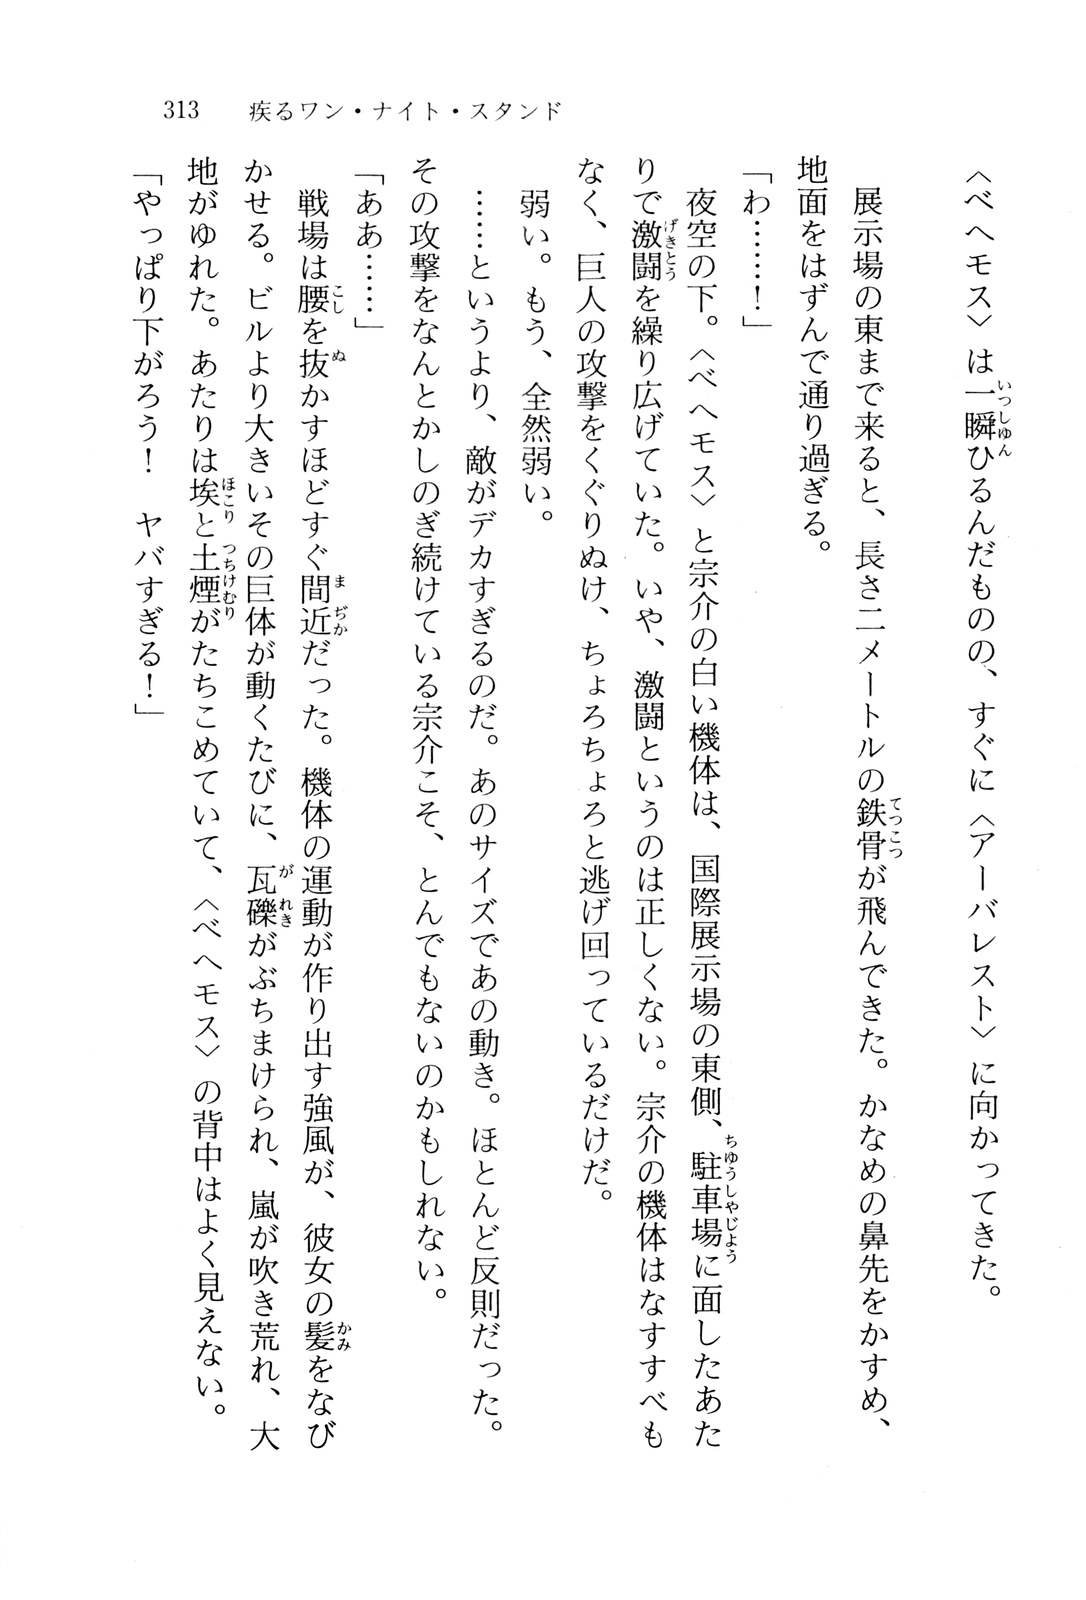 313　疾るワン・ナイト・スタンド
〈ベヘモス〉は一瞬ひるんだものの、すぐに〈アーバレスト〉に向かってきた。
　展示場の東まで来ると、長さ二メートルの鉄骨が飛んできた。かなめの鼻先をかすめ、
地面をはずんで通り過ぎる。
「わ……！」
　夜空の下。〈ベヘモス〉と宗介の白い機体は、国際展示場の東側、駐車場に面したあた
りで激闘を繰り広げていた。いや、激闘というのは正しくない。宗介の機体はなすすべも
なく、巨人の攻撃をくぐりぬけ、ちょろちょろと逃げ回っているだけだ。
　弱い。もう、全然弱い。
　……というより、敵がデカすぎるのだ。あのサイズであの動き。ほとんど反則だった。
その攻撃をなんとかしのぎ続けている宗介こそ、とんでもないのかもしれない。
「ああ……」
　戦場は腰を抜かすほどすぐ間近だった。機体の運動が作り出す強風が、彼女の髪をなび
かせる。ビルより大きいその巨体が動くたびに、瓦礫がぶちまけられ、嵐が吹き荒れ、大
地がゆれた。あたりは埃と土煙がたちこめていて、〈ベヘモス〉の背中はよく見えない。
「やっぱり下がろう！　ヤバすぎる！」